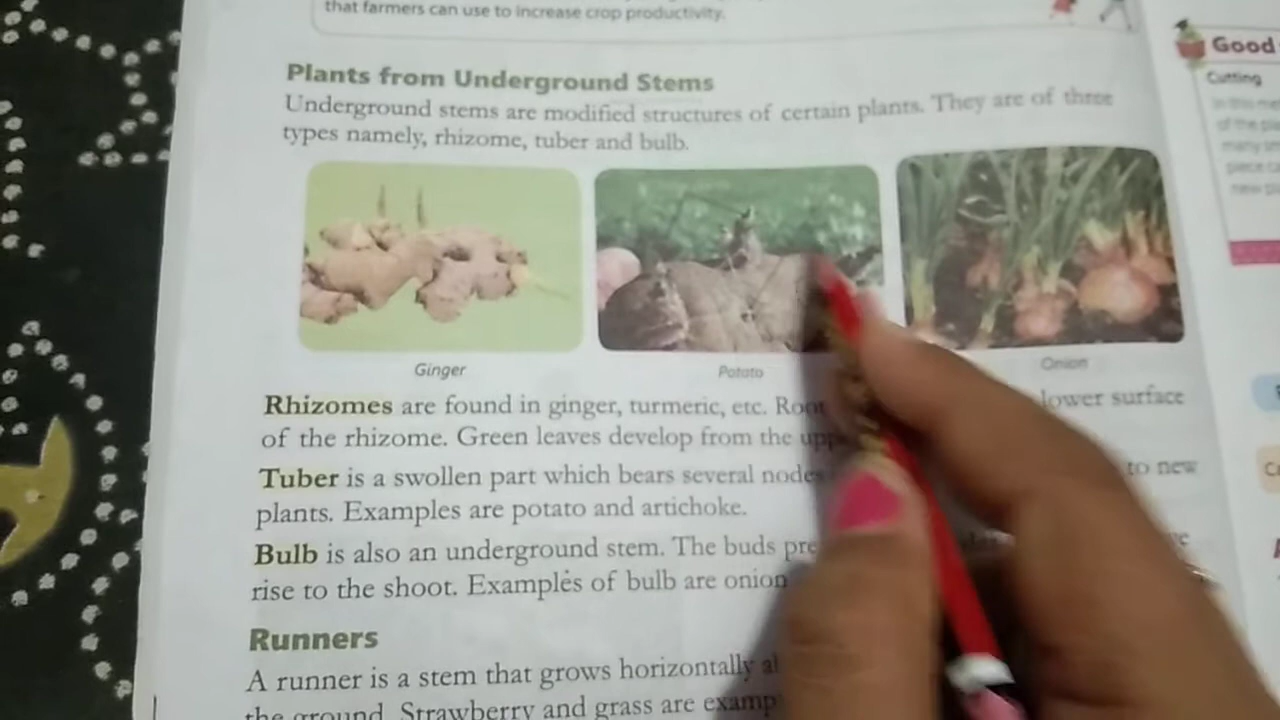 that farmers can use to increase crop productivity.
Plants from Underground Stems
Underground stems are modified structures of certain plants. They are of three
types namely, rhizome, tuber and bulb.
Ginger
Potato
Onion
Rhizomes are found in ginger, turmeric, etc. lower surface
of the rhizome. Green leaves develop from the
Tuber is a swollen part which bears several nodes to new
plants. Examples are potato and artichoke.
Bulb is also an underground stem. The buds
rise to the shoot. Examples of bulb are onion
Runners
A runner is a stem that grows horizontally
the ground. Strawberry and grass are
Good
Cutting